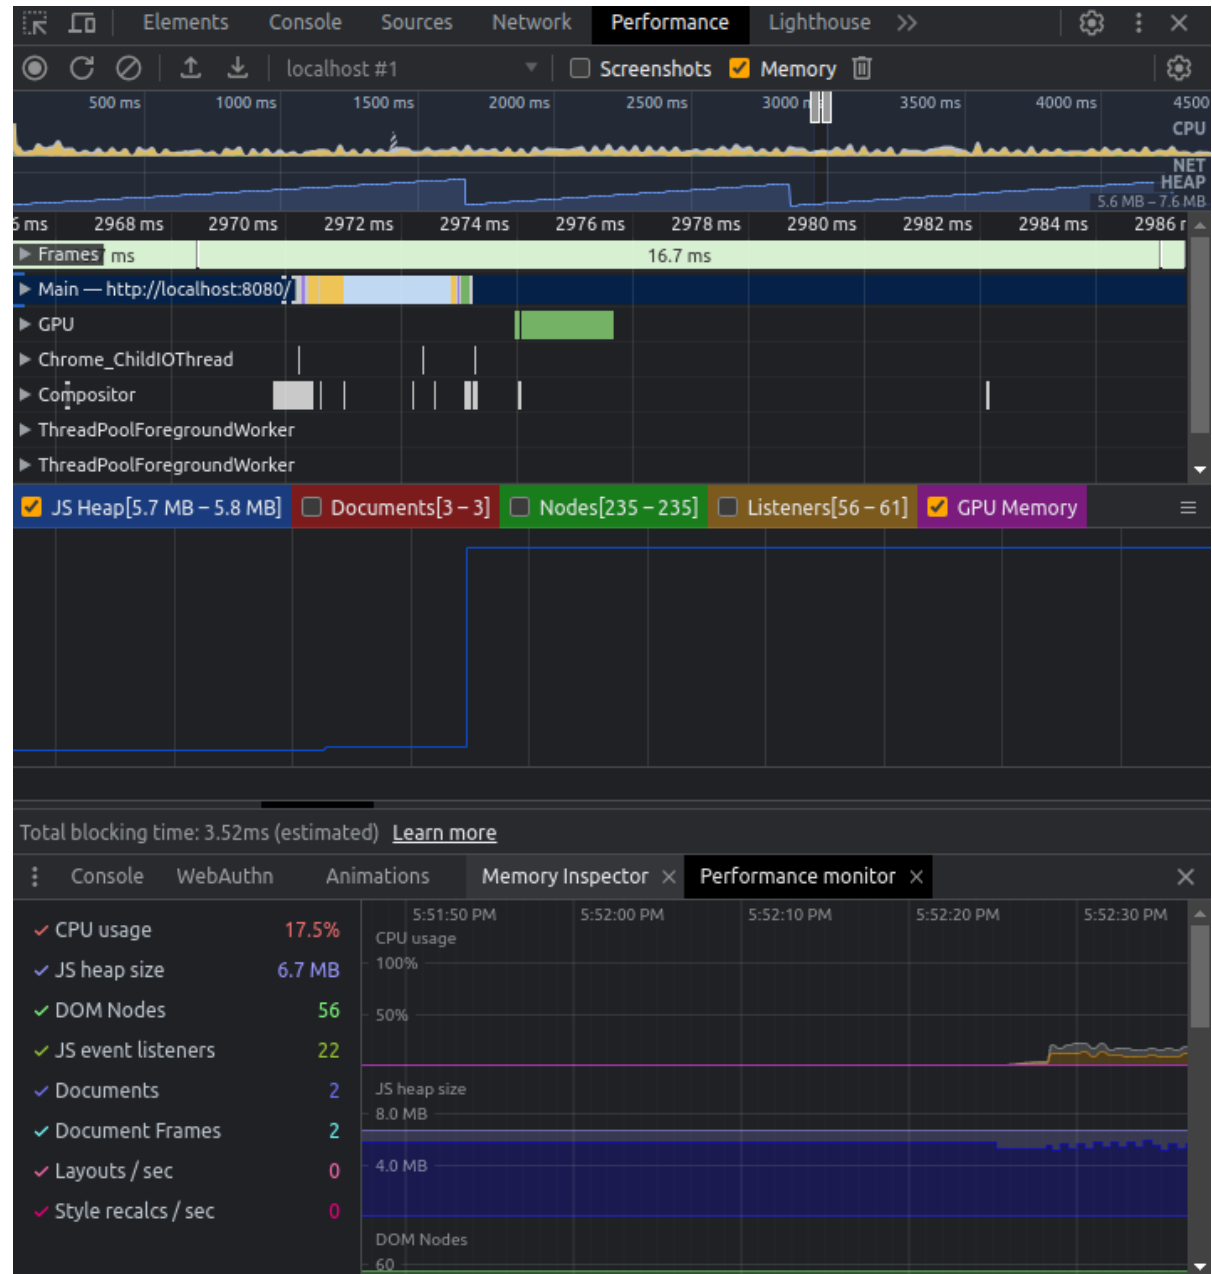 Elements Console Sources Network Performance Lighthouse
localhost #1 Screenshots Memory
500 ms 1000 ms 1500 ms 2000 ms 2500 ms 3000 3500 ms 4000 ms 4500
CPU
NET
HEAP
5.6 MB – 7.6 MB
ms 2968 ms 2970 ms 2972 ms 2974 ms 2976 ms 2978 ms 2980 ms 2982 ms 2984 ms 2986
Frames ms 16.7 ms
Main — http://localhost:8080/
GPU
Chrome_ChildIOThread
Compositor
ThreadPoolForegroundWorker
ThreadPoolForegroundWorker
JS Heap[5.7 MB – 5.8 MB] Documents[3 – 3] Nodes[235 – 235] Listeners[56 – 61] GPU Memory
Total blocking time: 3.52ms (estimated) Learn more
Console WebAuthn Animations Memory Inspector × Performance monitor ×
5:51:50 PM 5:52:00 PM 5:52:10 PM 5:52:20 PM 5:52:30 PM
CPU usage 17.5%
JS heap size 6.7 MB
DOM Nodes 56
JS event listeners 22
Documents 2
Document Frames 2
Layouts / sec 0
Style recalcs / sec 0
CPU usage
100%
50%
JS heap size
8.0 MB
4.0 MB
DOM Nodes
60